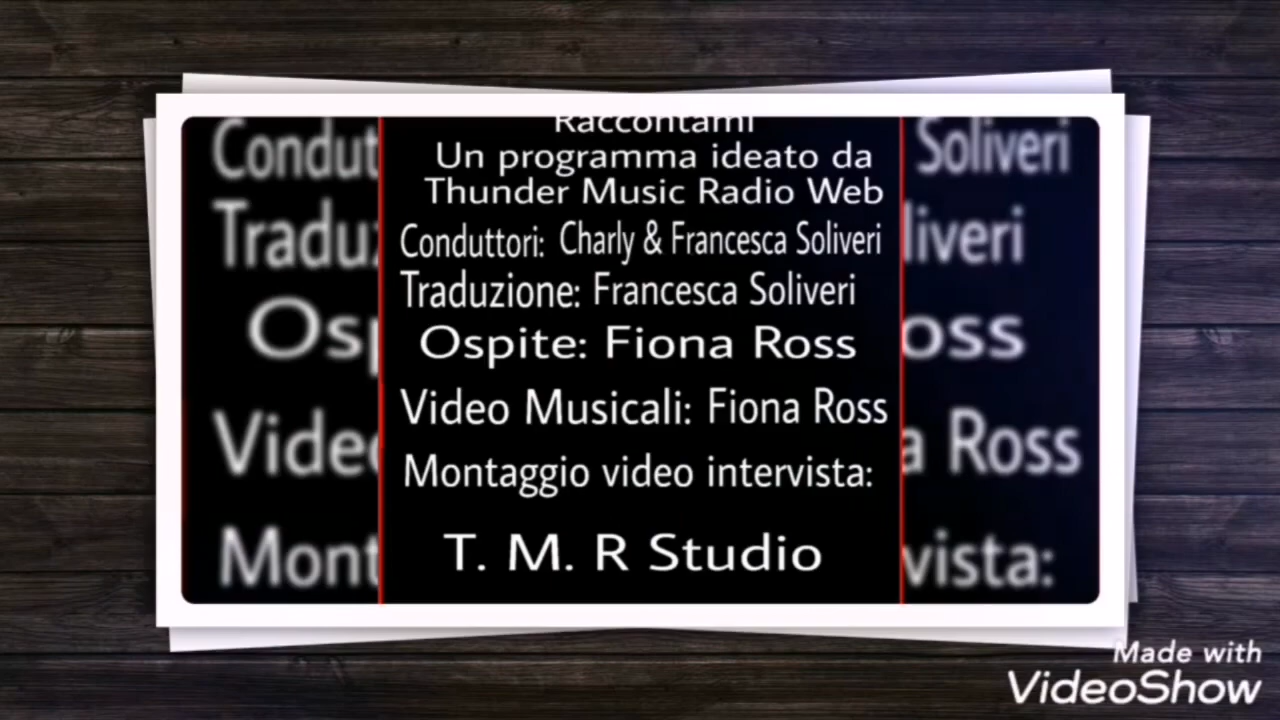 Raccontami
Un programma ideato da
Thunder Music Radio Web
Conduttori: Charly & Francesca Soliveri
Traduzione: Francesca Soliveri
Ospite: Fiona Ross
Video Musicali: Fiona Ross
Montaggio video intervista:
T. M. R Studio
Made with
VideoShow